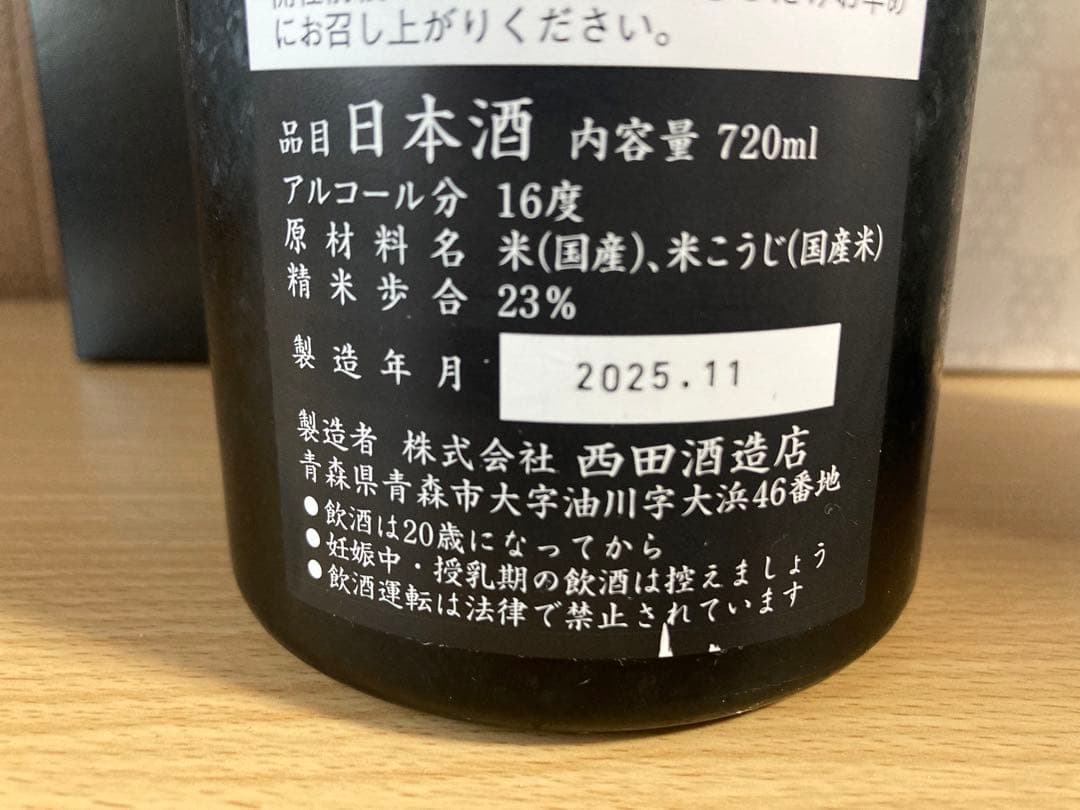 にお召し上がりください。
品目 日本酒 内容量 720ml
アルコール分 16度
原材料名 米(国産)、米こうじ(国産米)
精米歩合 23%
製造年月 2025.11
製造者 株式会社 西田酒造店
青森県青森市大字油川字大浜46番地
●飲酒は20歳になってから
●妊娠中・授乳期の飲酒は控えましょう
●飲酒運転は法律で禁止されています